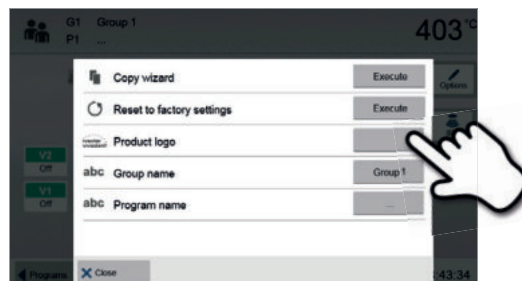 G1 Group 1
P1 ...
403 °C
Copy wizard Execute
Options
Reset to factory settings Execute
Product logo
V2
Off
abc Group name Group 1
V1
Off
abc Program name ...
Programs
Close
:43:34